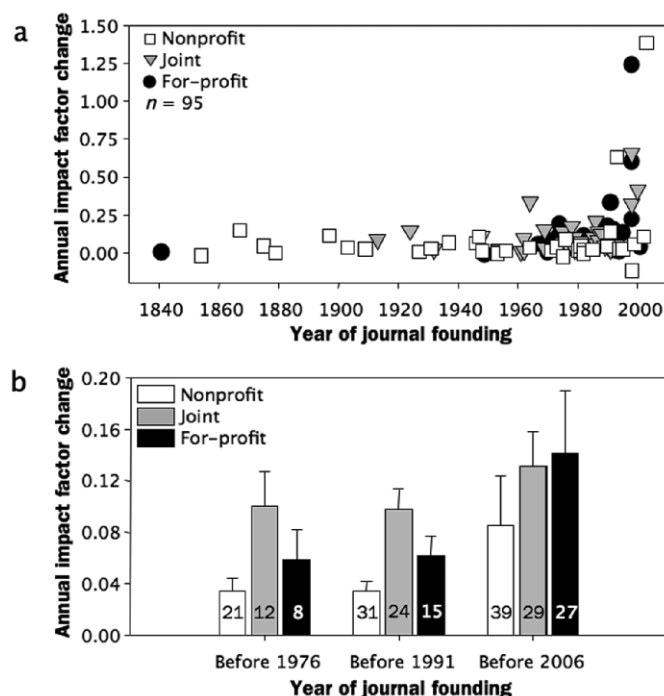 a
Annual impact factor change
1.50
1.25
1.00
0.75
0.50
0.25
0.00
Nonprofit
Joint
For-profit
n = 95
1840 1860 1880 1900 1920 1940 1960 1980 2000
Year of journal founding
b
Annual impact factor change
0.20
0.16
0.12
0.08
0.04
0.00
Nonprofit
Joint
For-profit
21 12 8 31 24 15 39 29 27
Before 1976 Before 1991 Before 2006
Year of journal founding